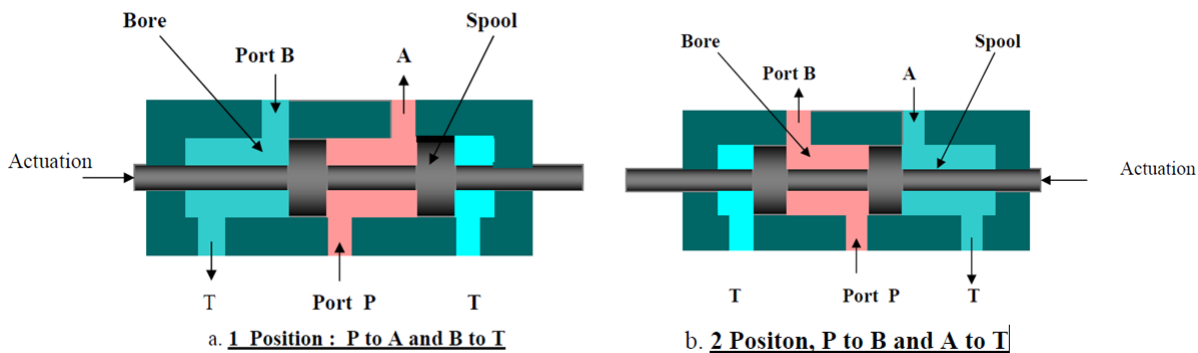 Bore
Spool
Port B
A
Actuation
T
Port P
T
a. 1 Position : P to A and B to T
Bore
Spool
Port B
A
Actuation
T
Port P
T
b. 2 Positon, P to B and A to T